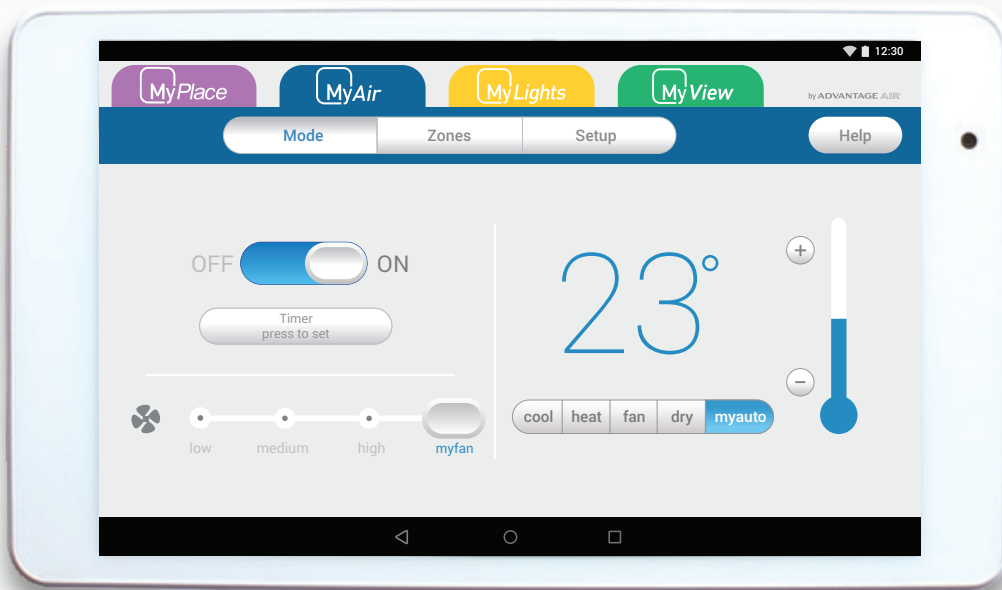 12:30
MyPlace
MyAir
MyLights
MyView
by ADVANTAGE AIR
Mode
Zones
Setup
Help
OFF
ON
Timer
press to set
23°
+
−
cool
heat
fan
dry
myauto
low
medium
high
myfan